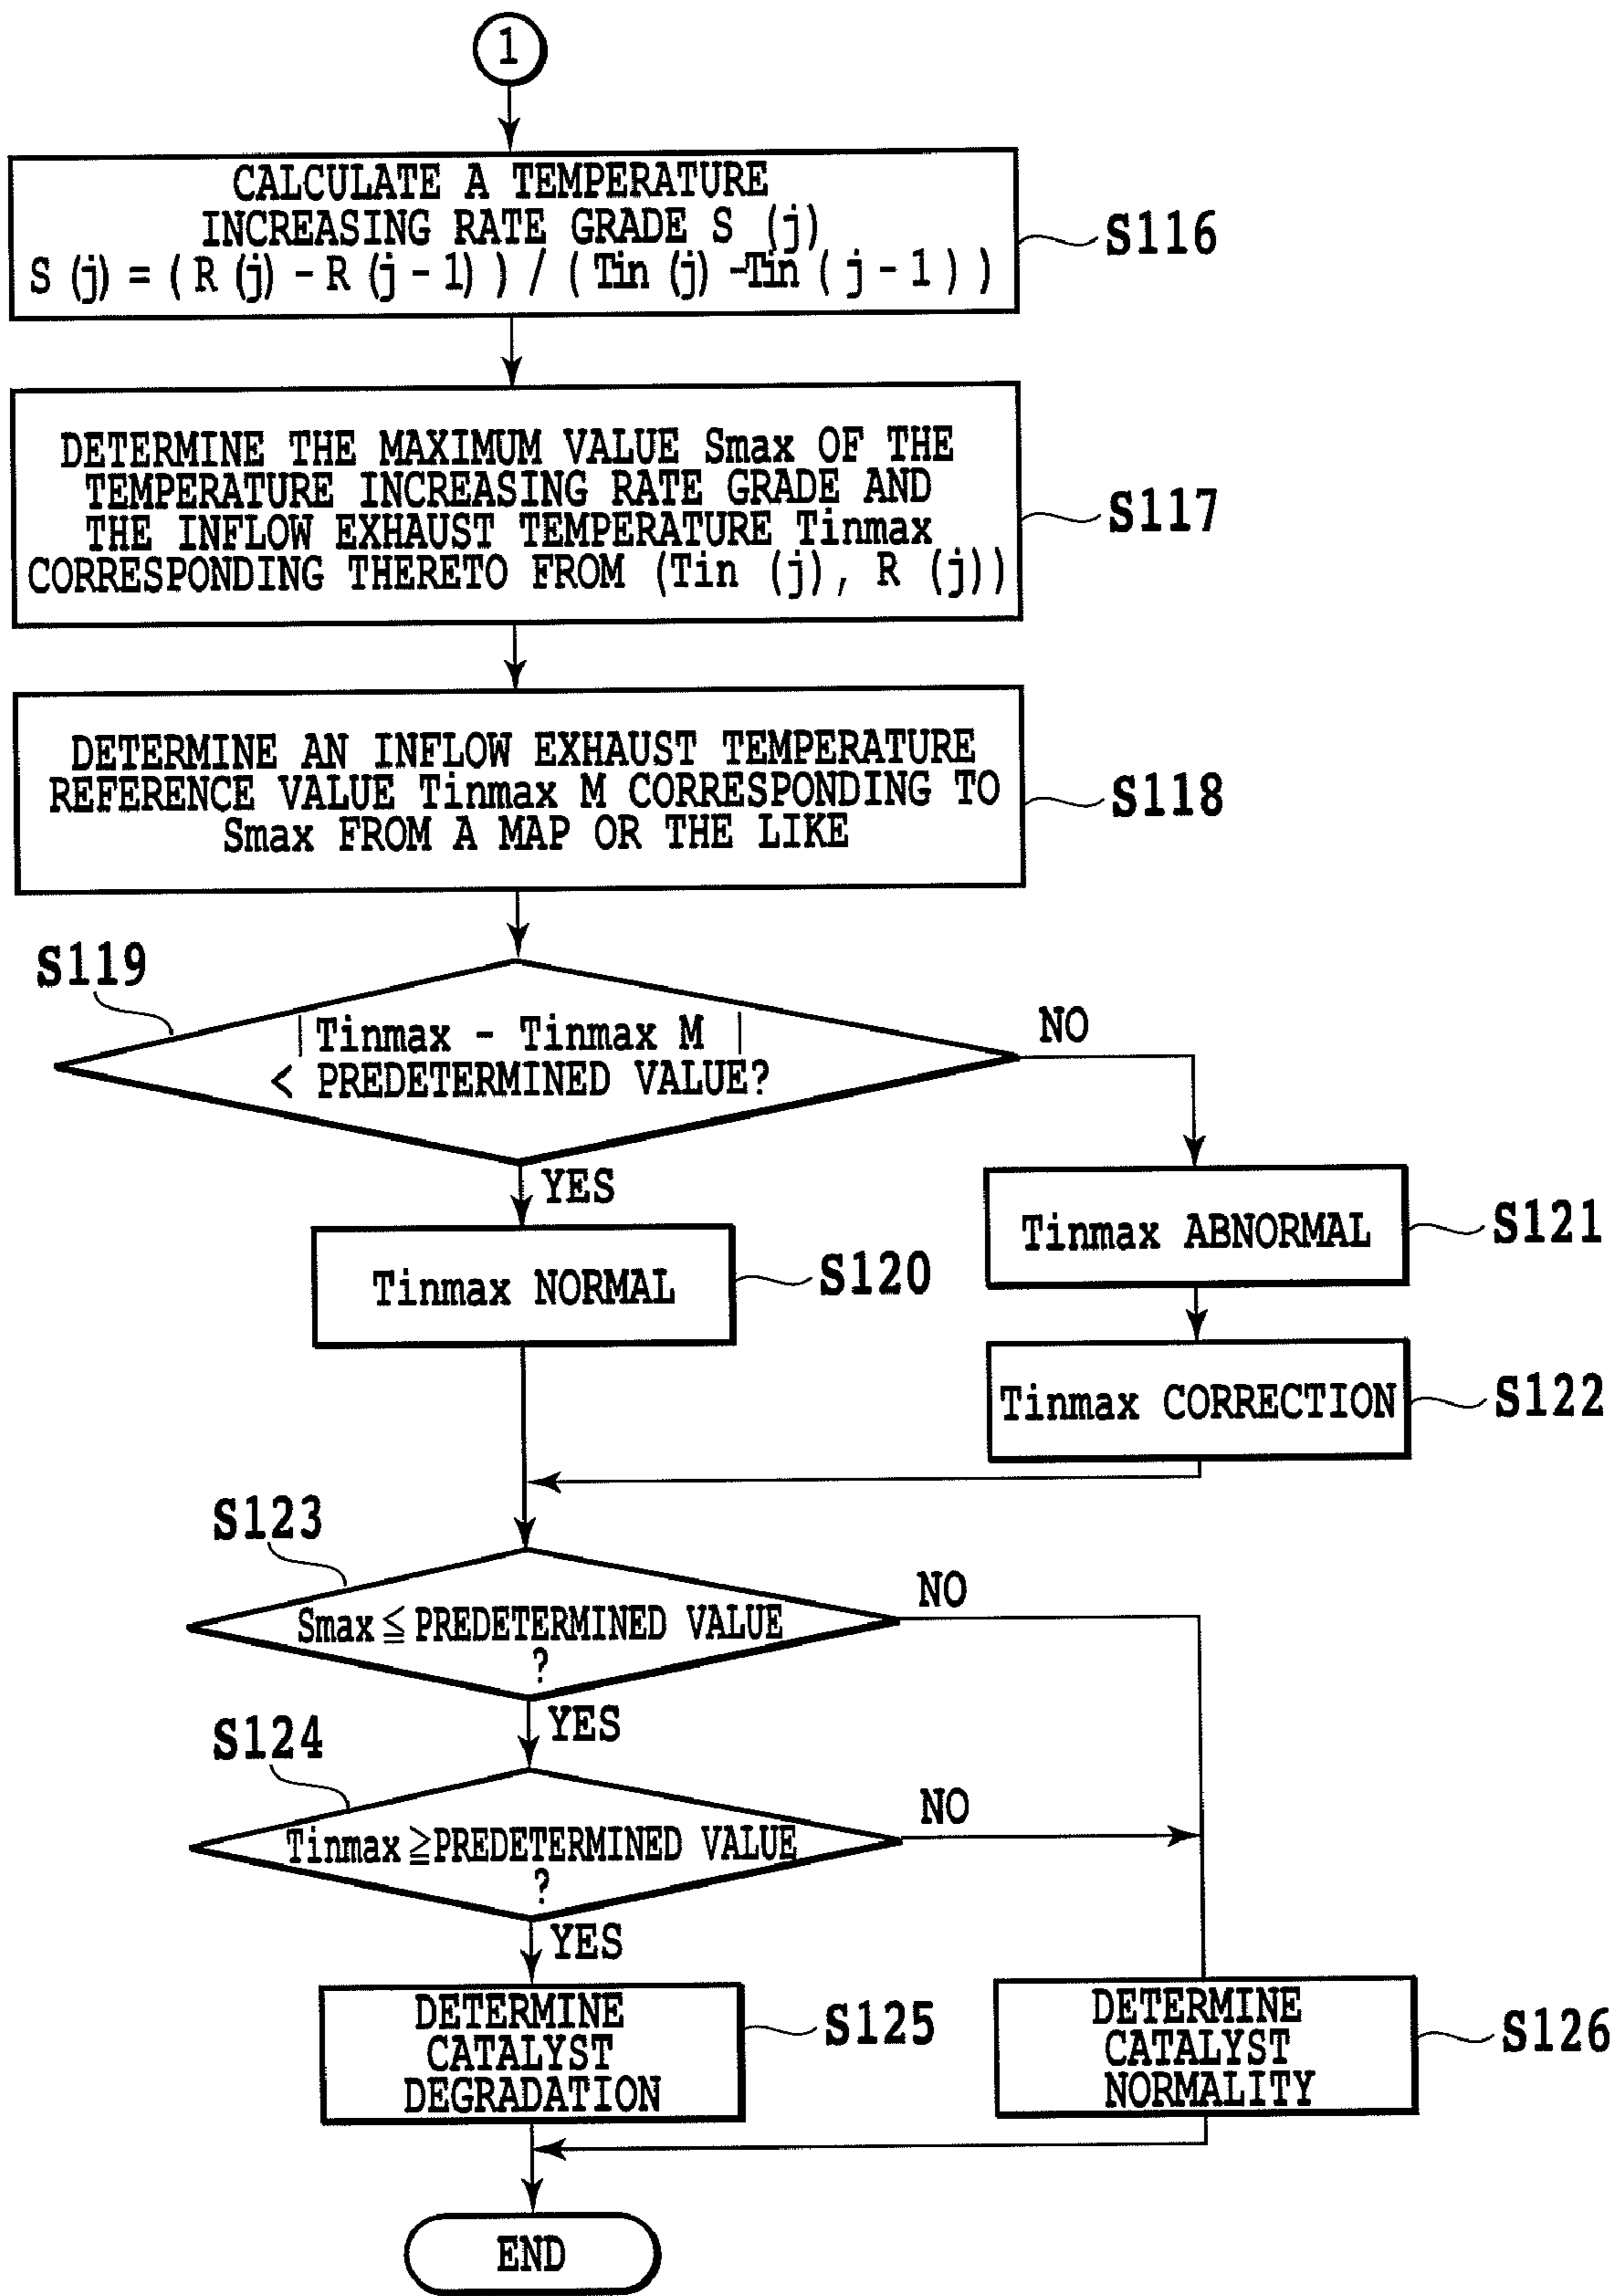 1
CALCULATE A TEMPERATURE
INCREASING RATE GRADE S (j)
S (j) = ( R (j) - R (j - 1) ) / ( Tin (j) -Tin ( j - 1 ) )
S116
DETERMINE THE MAXIMUM VALUE Smax OF THE
TEMPERATURE INCREASING RATE GRADE AND
THE INFLOW EXHAUST TEMPERATURE Tinmax
CORRESPONDING THERETO FROM (Tin (j), R (j))
S117
DETERMINE AN INFLOW EXHAUST TEMPERATURE
REFERENCE VALUE Tinmax M CORRESPONDING TO
Smax FROM A MAP OR THE LIKE
S118
S119
| Tinmax - Tinmax M |
< PREDETERMINED VALUE?
NO
YES
Tinmax NORMAL
S120
Tinmax ABNORMAL
S121
Tinmax CORRECTION
S122
S123
Smax ≦ PREDETERMINED VALUE
?
NO
YES
S124
Tinmax ≧ PREDETERMINED VALUE
?
NO
YES
DETERMINE
CATALYST
DEGRADATION
S125
DETERMINE
CATALYST
NORMALITY
S126
END